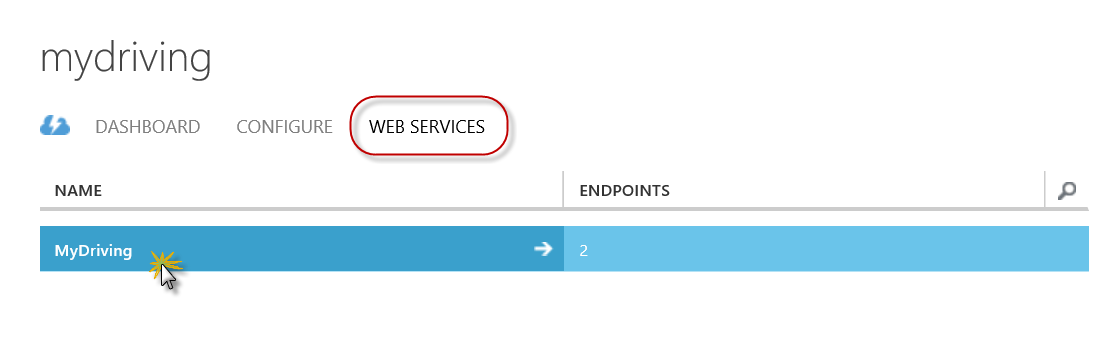 mydriving
DASHBOARD CONFIGURE WEB SERVICES
NAME ENDPOINTS
MyDriving 2